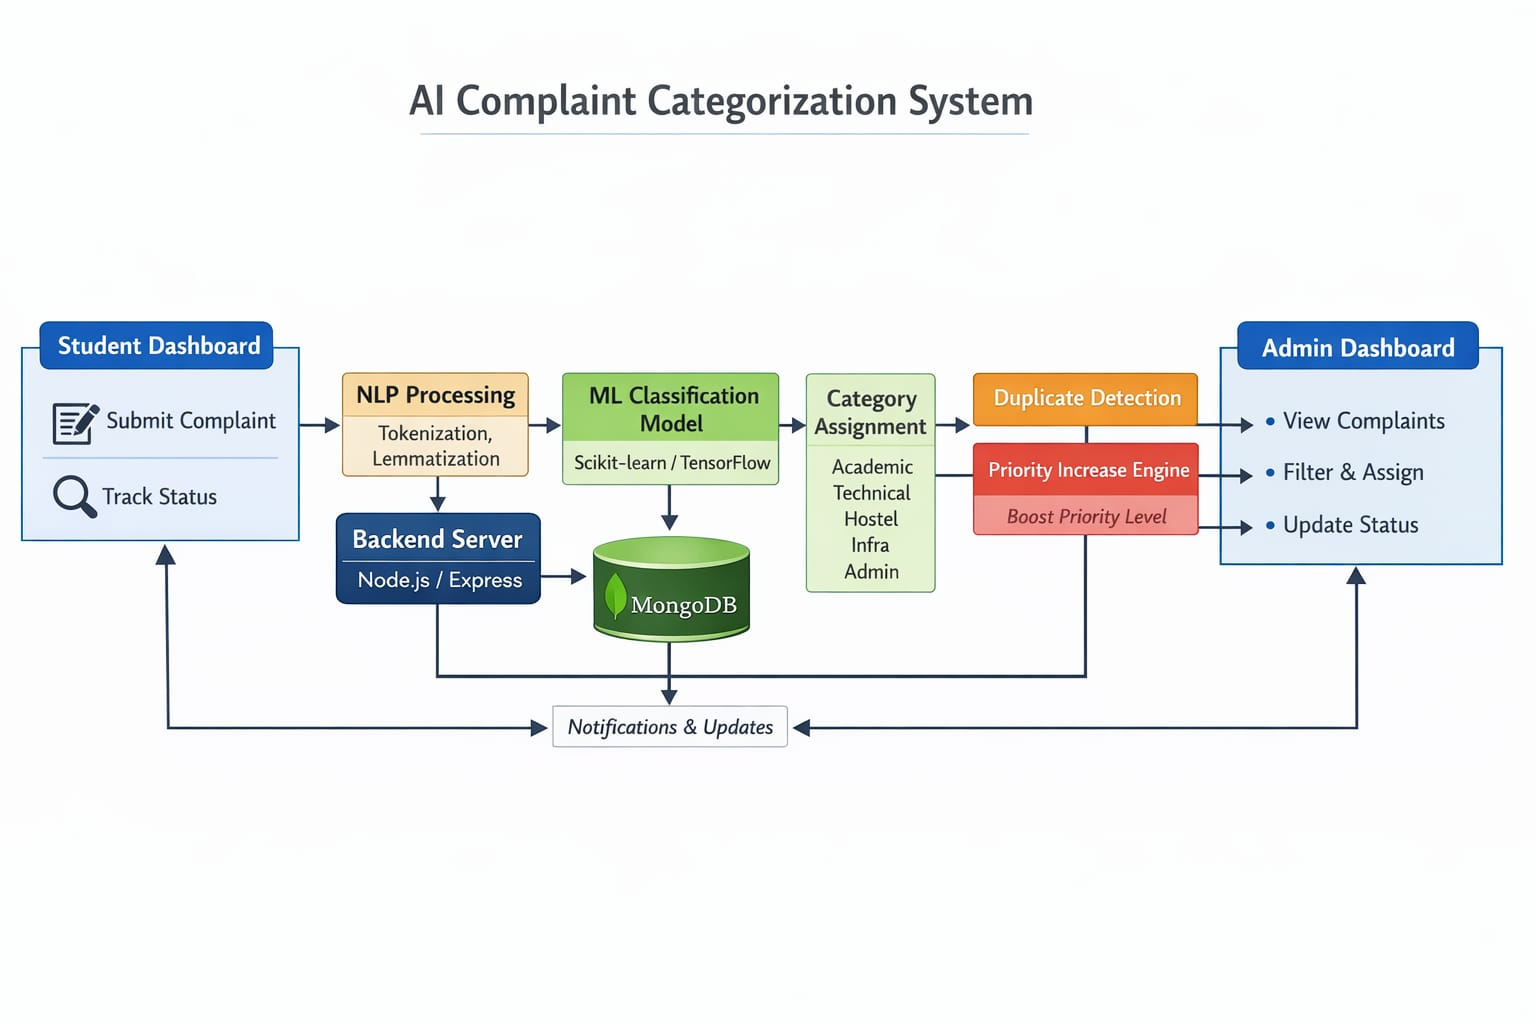 AI Complaint Categorization System
Student Dashboard
Submit Complaint
Track Status
NLP Processing
Tokenization,
Lemmatization
Backend Server
Node.js / Express
ML Classification
Model
Scikit-learn / TensorFlow
MongoDB
Category
Assignment
Academic
Technical
Hostel
Infra
Admin
Duplicate Detection
Priority Increase Engine
Boost Priority Level
Admin Dashboard
• View Complaints
• Filter & Assign
• Update Status
Notifications & Updates